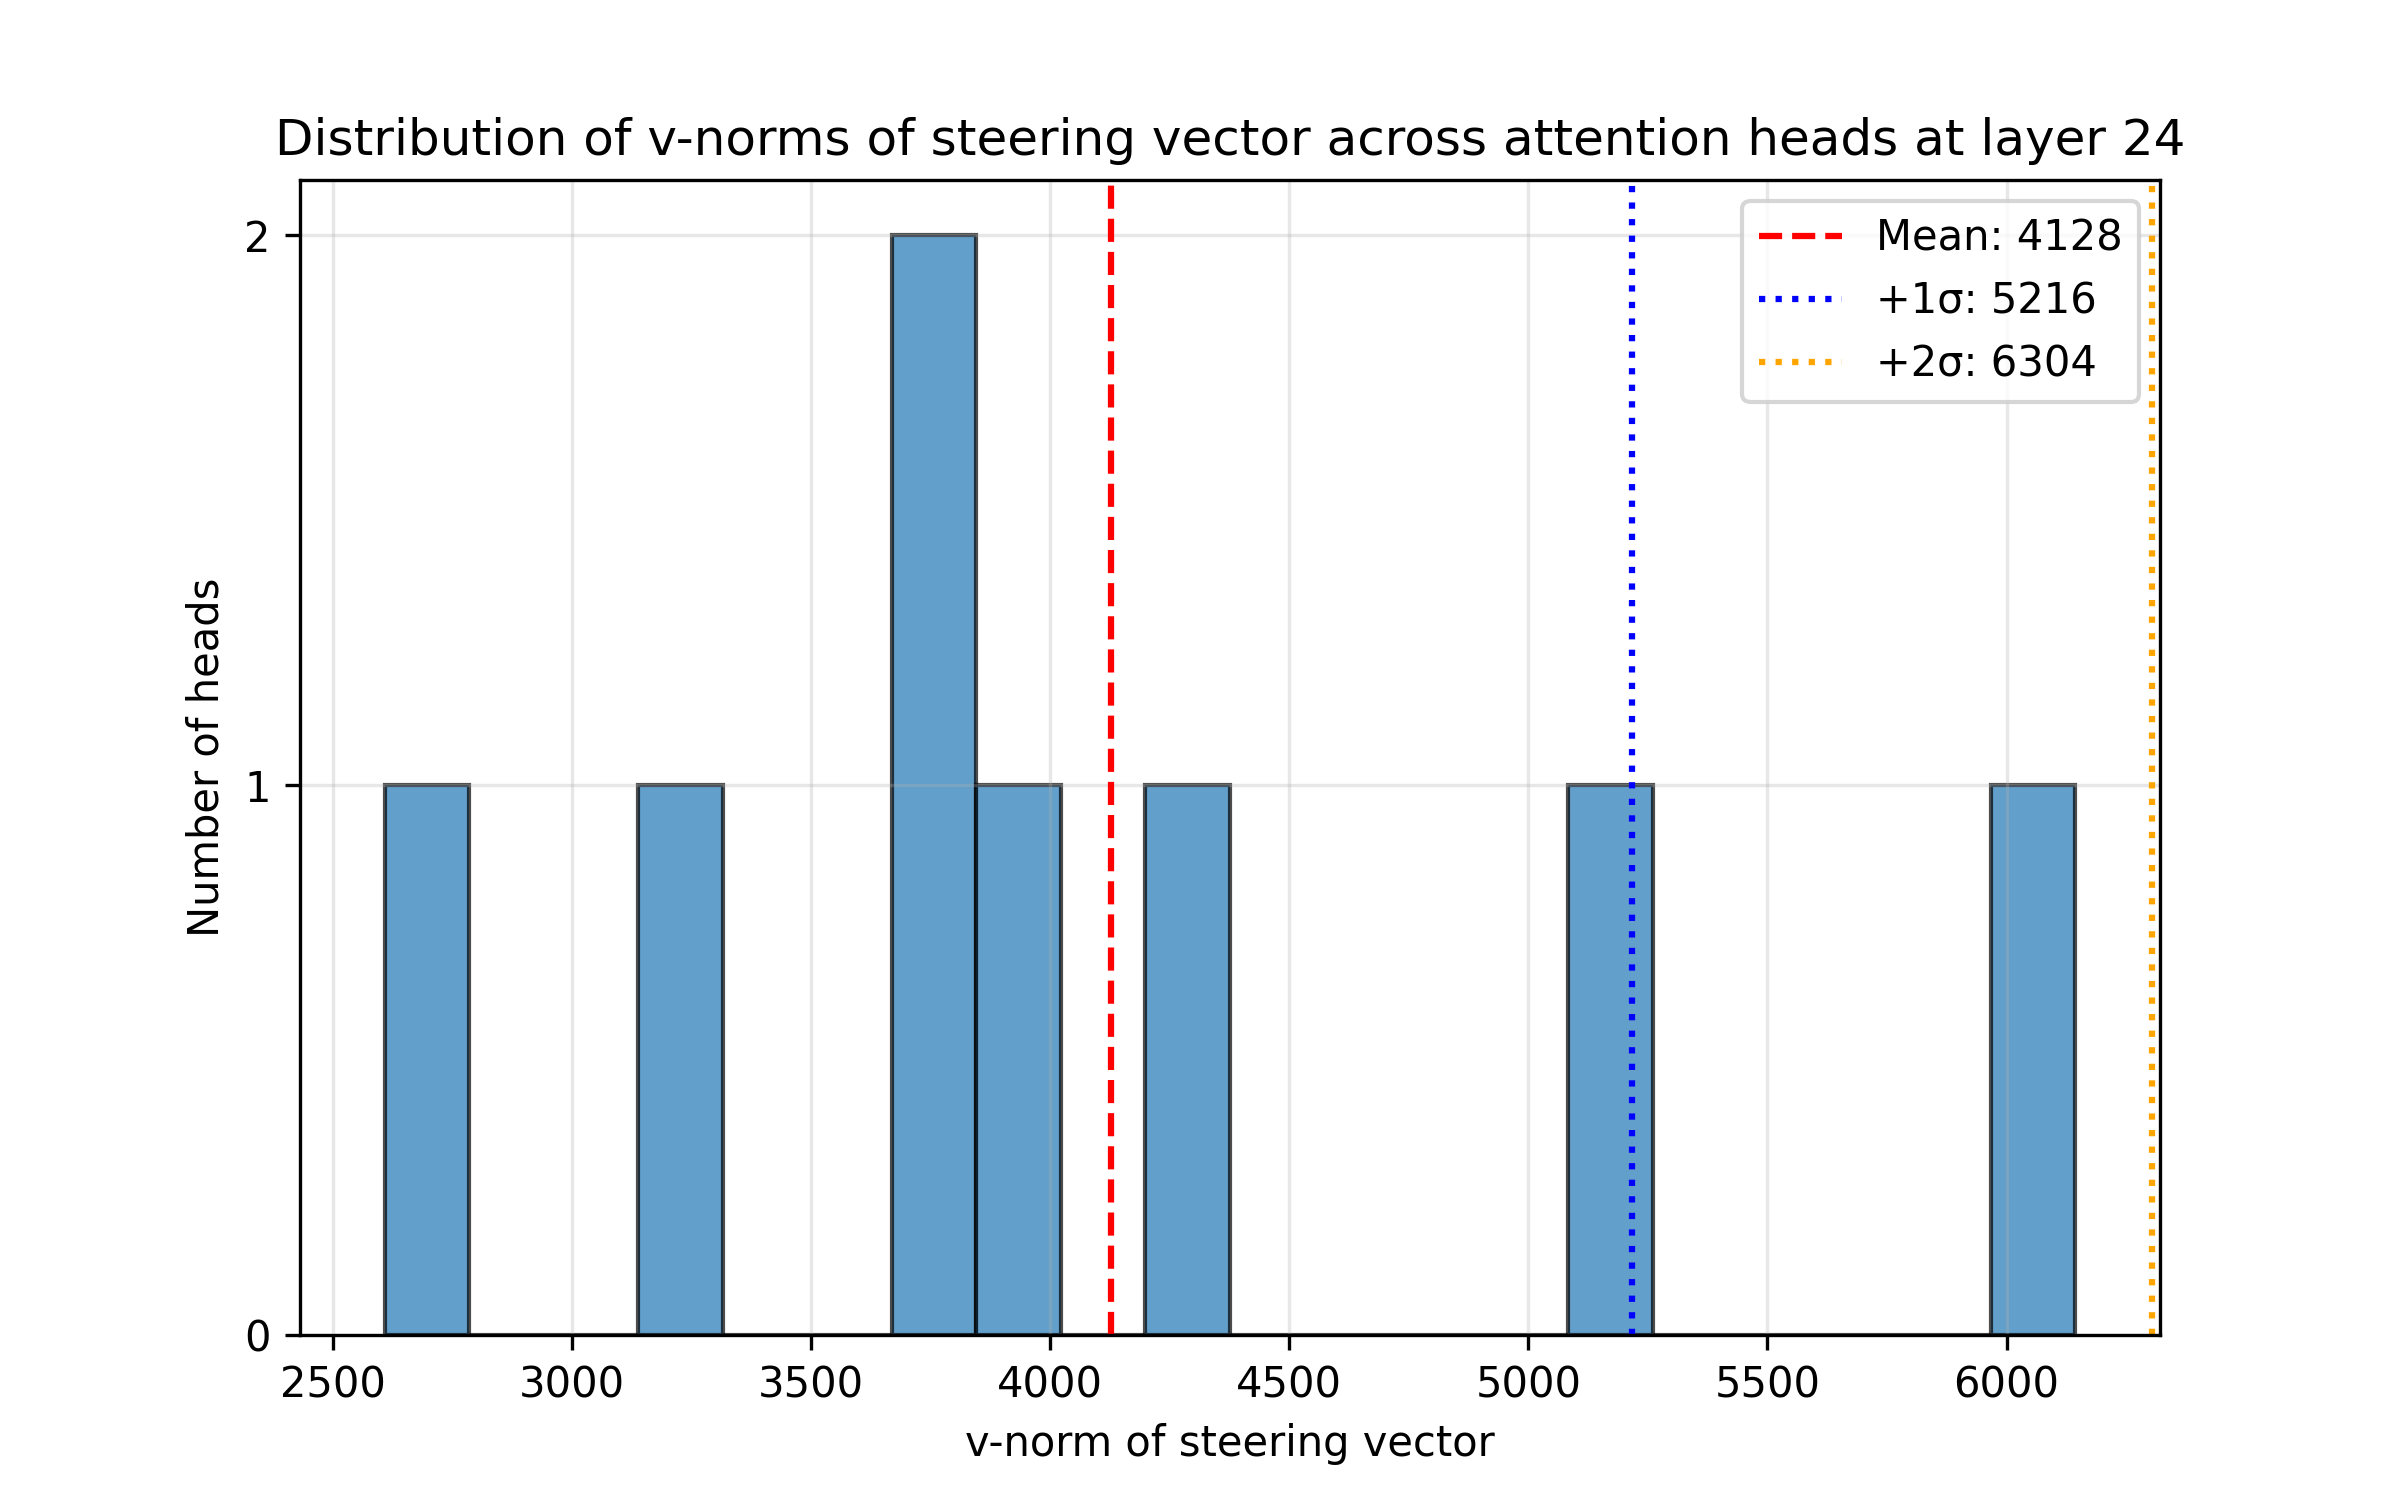 Distribution of v-norms of steering vector across attention heads at layer 24
Mean: 4128
+1σ: 5216
+2σ: 6304
Number of heads
2
1
0
2500 3000 3500 4000 4500 5000 5500 6000
v-norm of steering vector